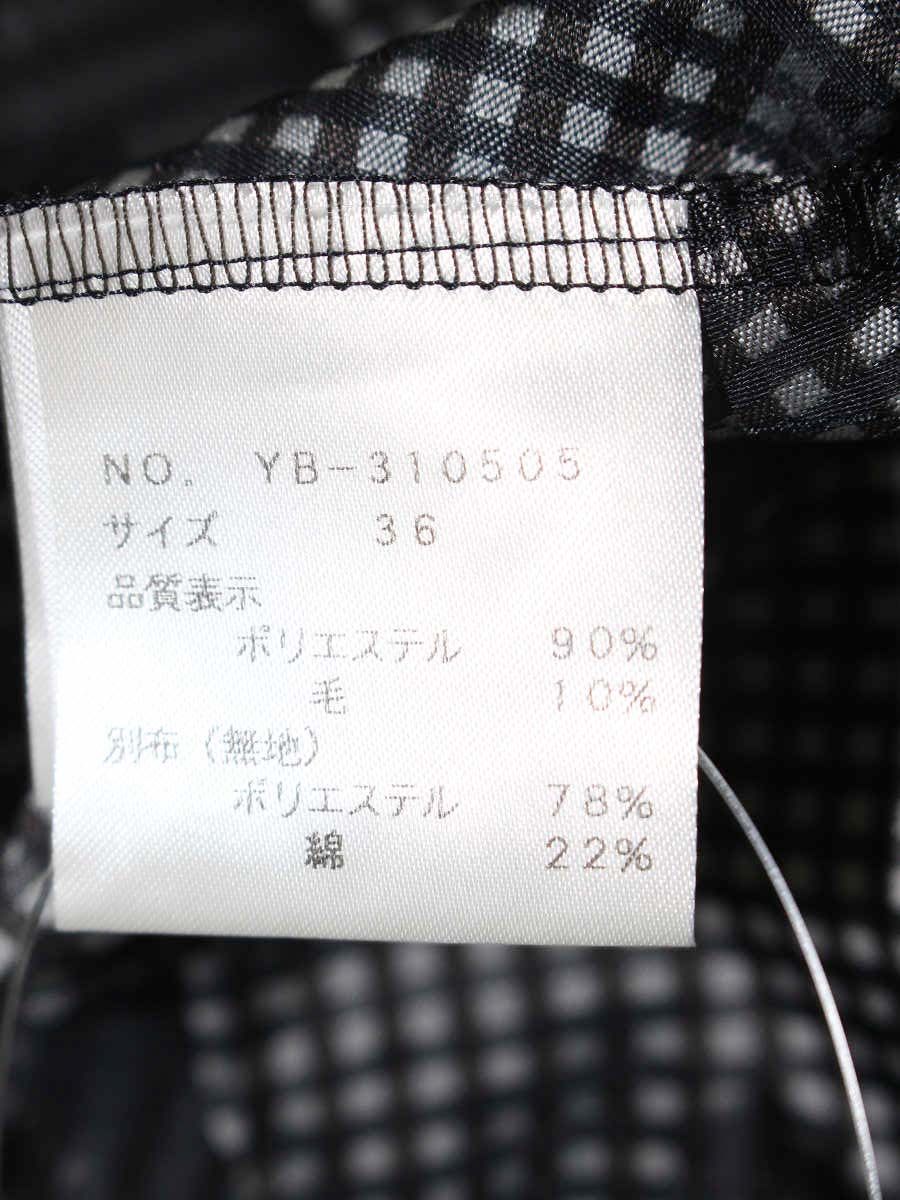 NO. YB-310505
サイズ 36
品質表示
ポリエステル 90%
毛 10%
別布(無地)
ポリエステル 78%
綿 22%